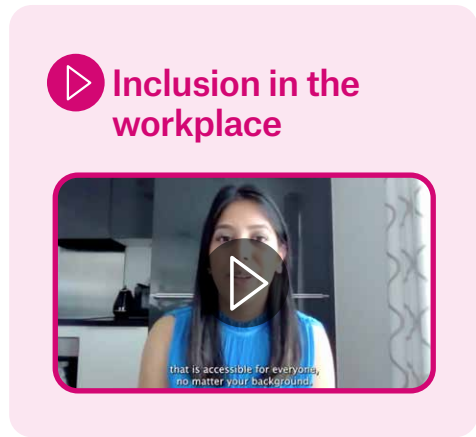 Inclusion in the
workplace
that is accessible for everyone,
no matter your background.